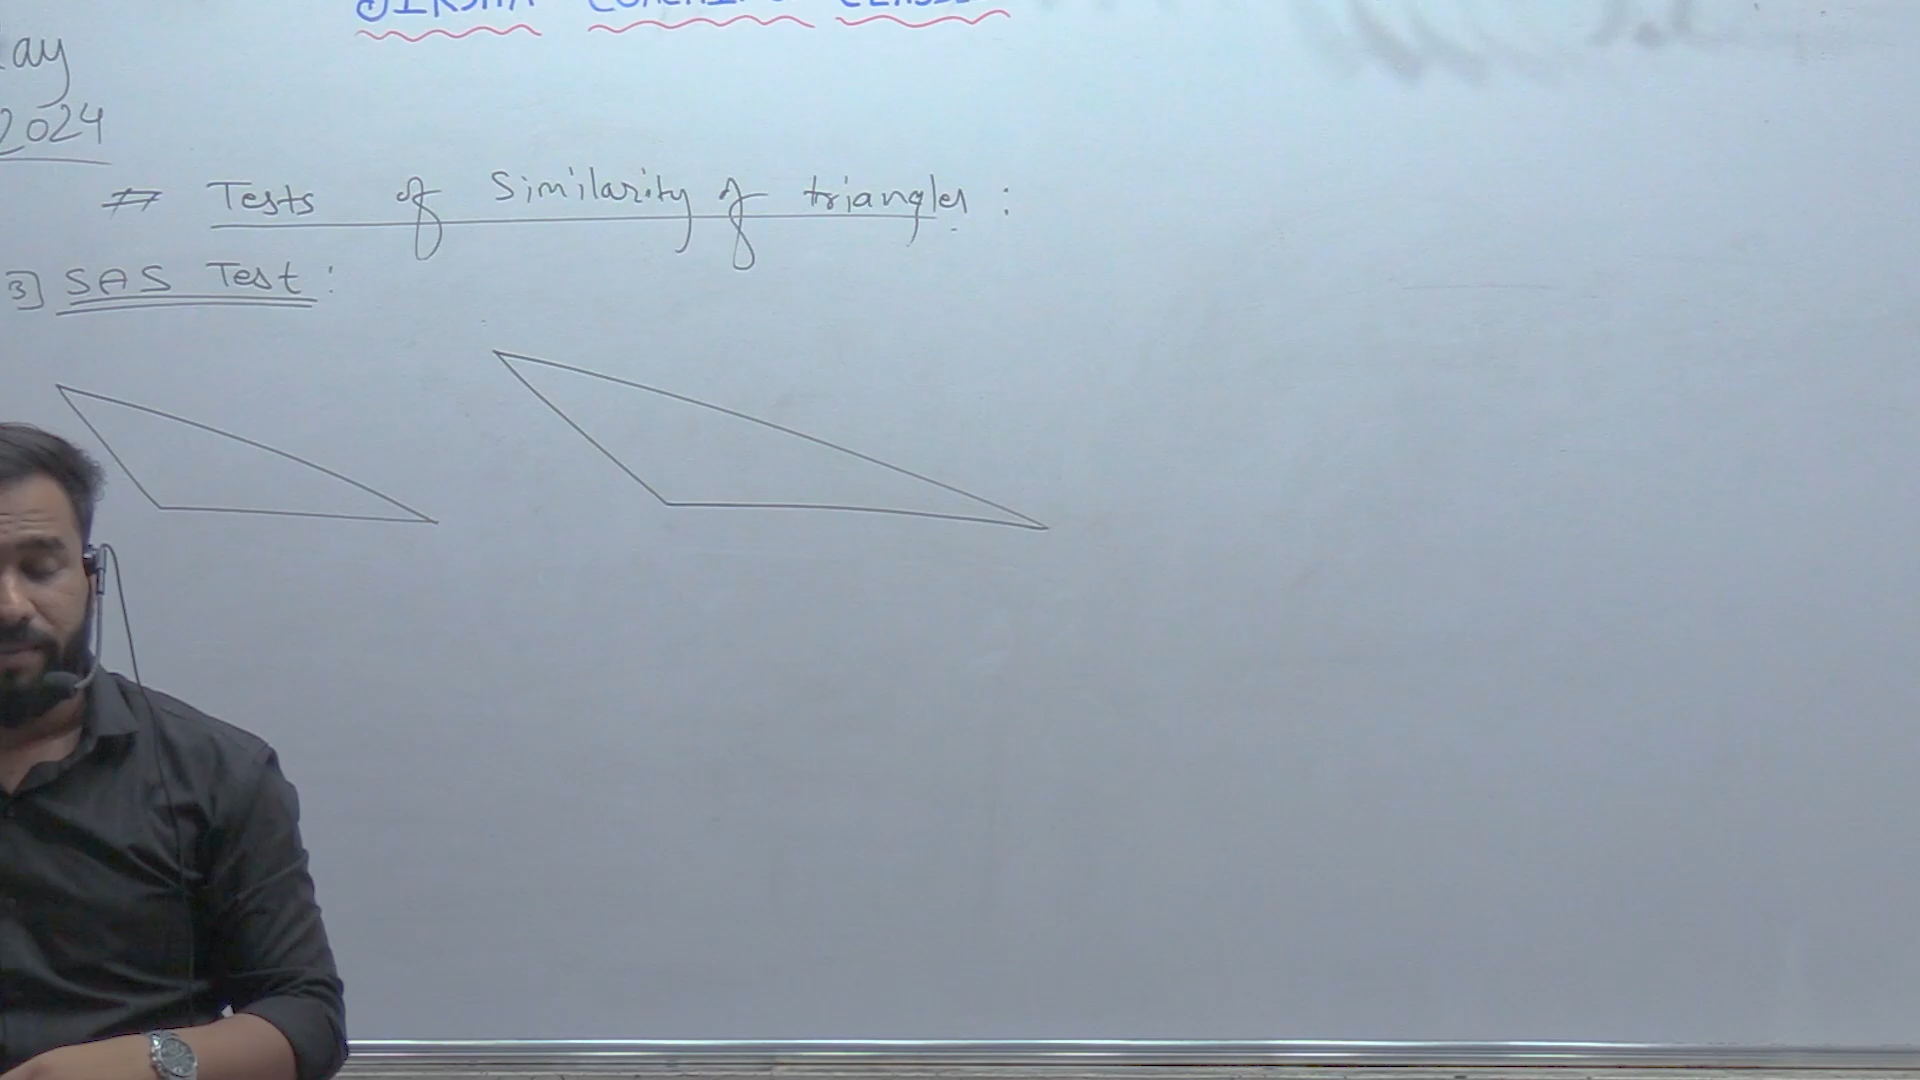 ay
2024
# Tests of Similarity of triangles :
3] SAS Test :